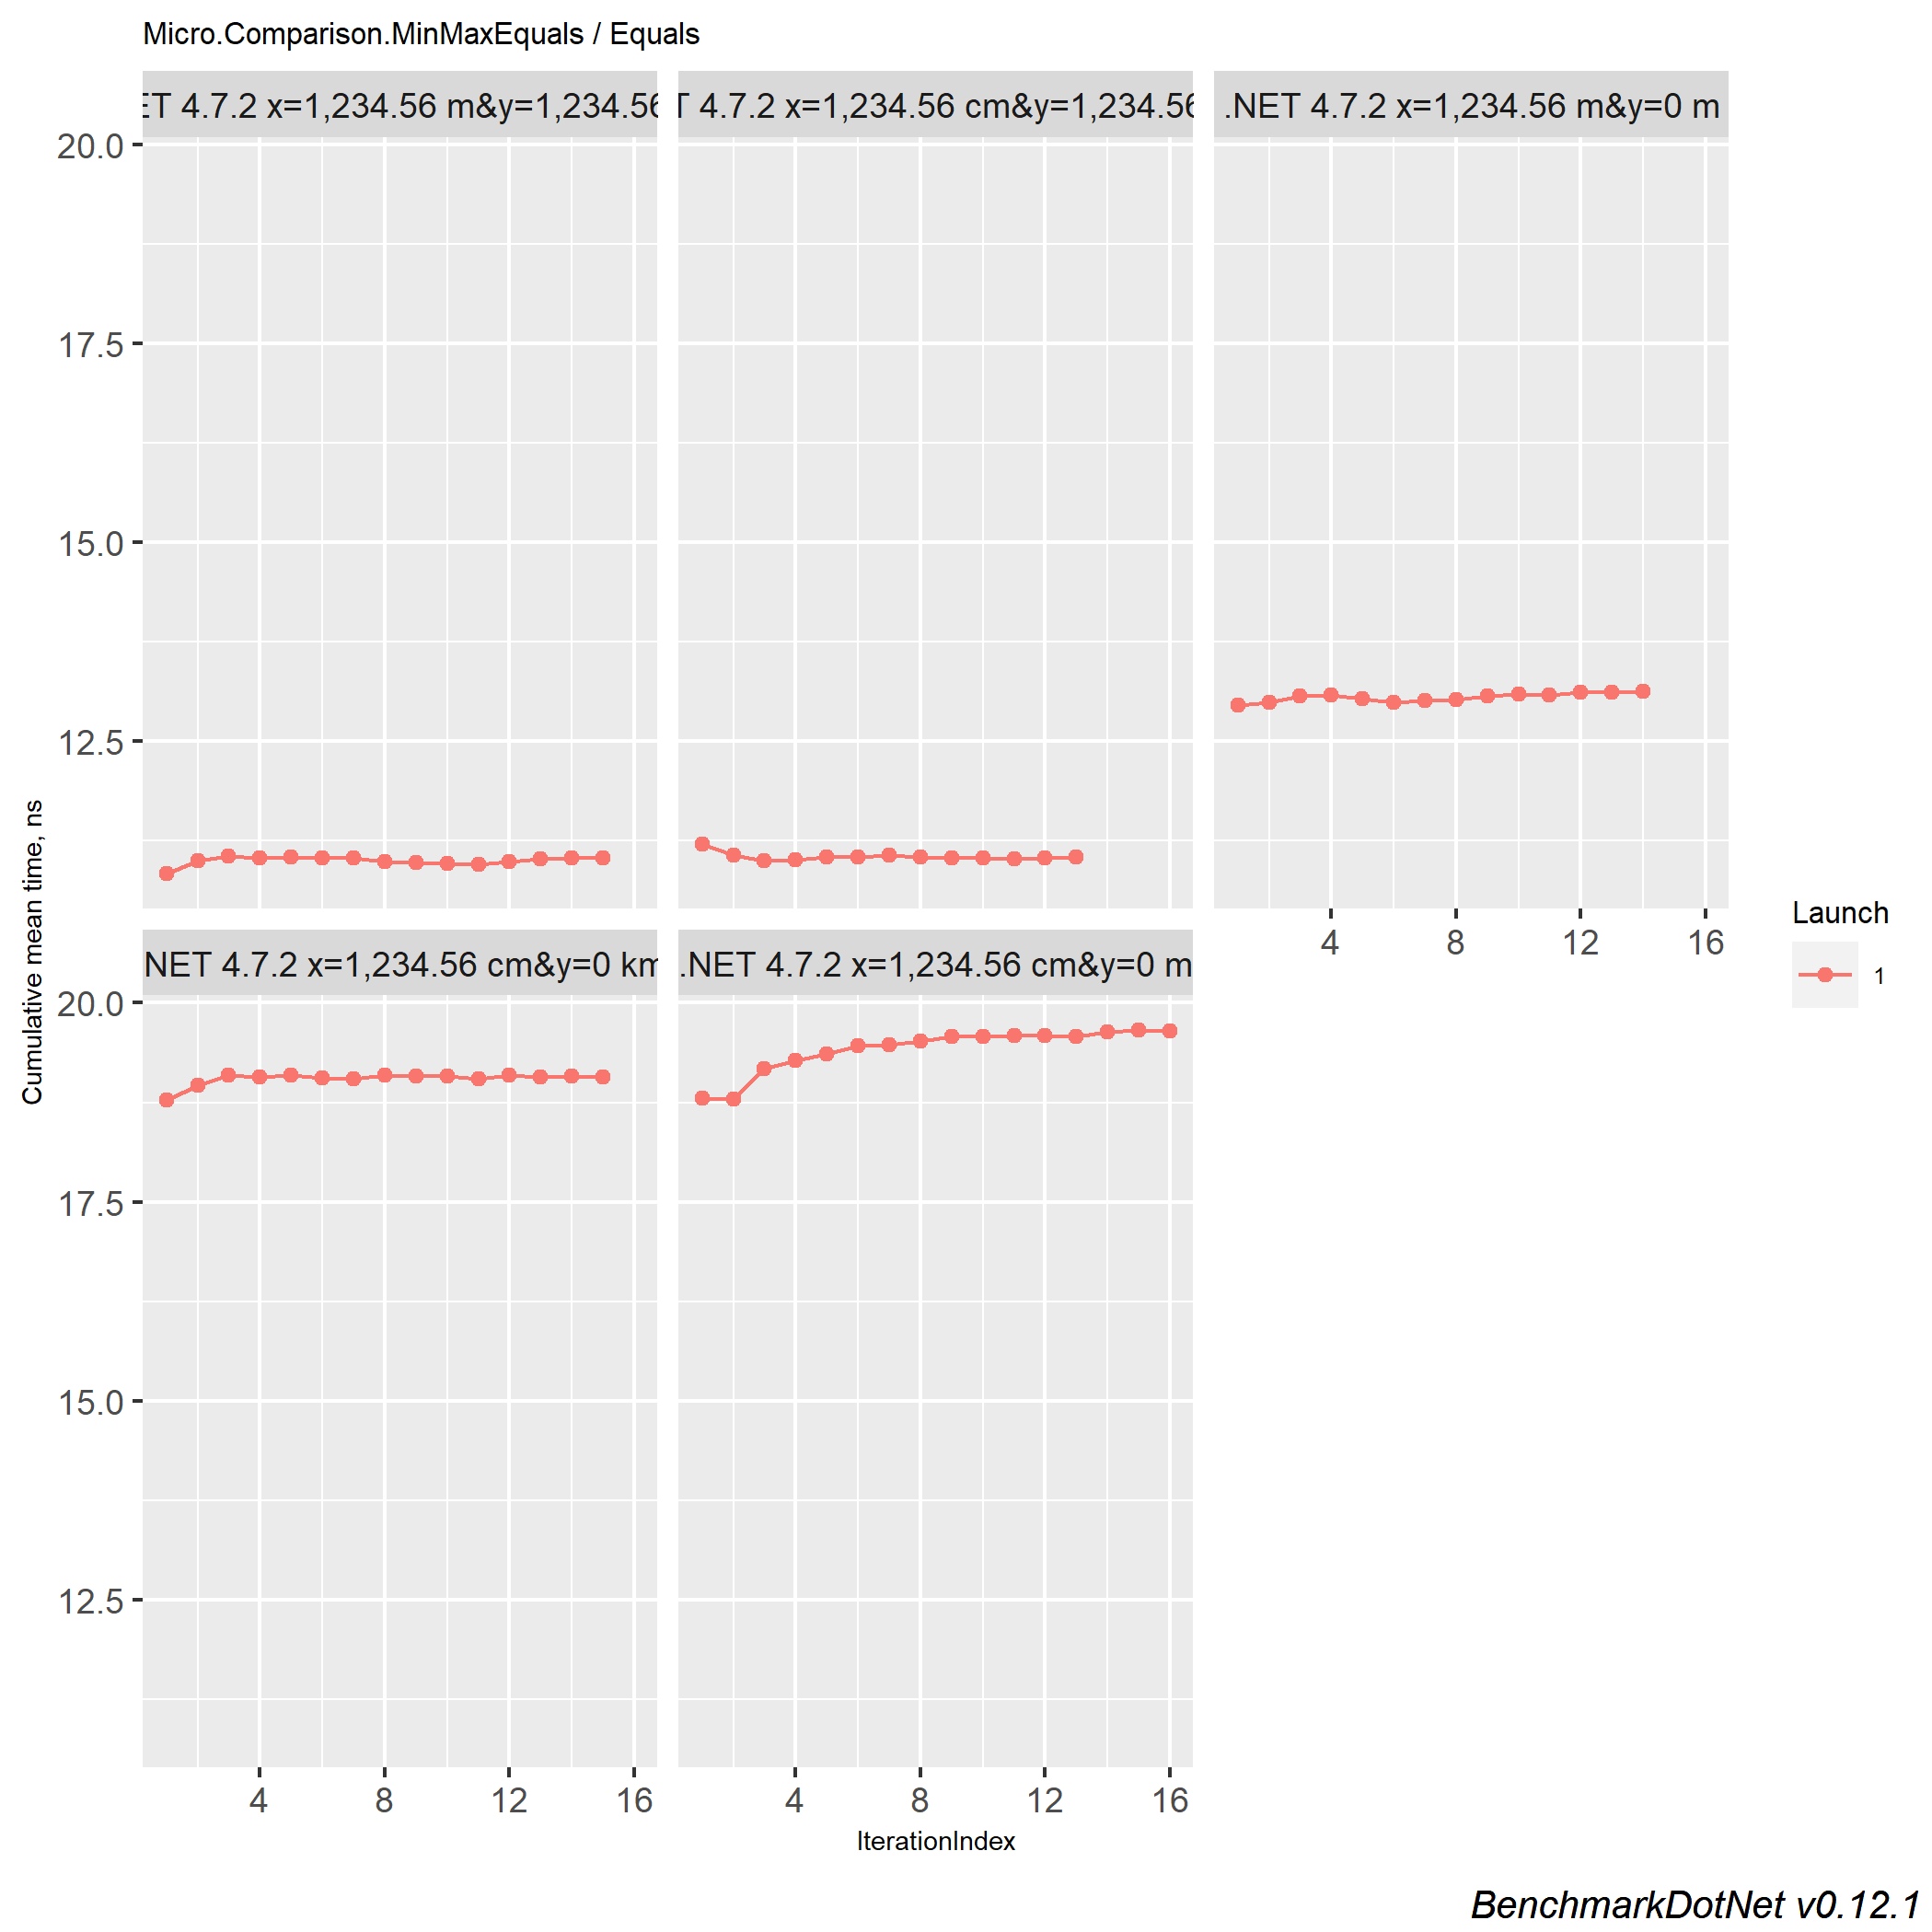 Micro.Comparison.MinMaxEquals / Equals
ET 4.7.2 x=1,234.56 m&y=1,234.56
T 4.7.2 x=1,234.56 cm&y=1,234.56
.NET 4.7.2 x=1,234.56 m&y=0 m
20.0
17.5
15.0
12.5
4 8 12 16
Cumulative mean time, ns
NET 4.7.2 x=1,234.56 cm&y=0 km
.NET 4.7.2 x=1,234.56 cm&y=0 m
20.0
17.5
15.0
12.5
4 8 12 16
4 8 12 16
IterationIndex
Launch
1
BenchmarkDotNet v0.12.1